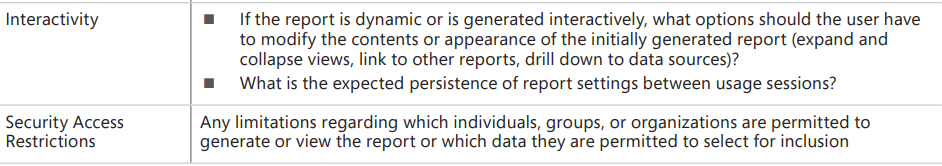 Interactivity
■ If the report is dynamic or is generated interactively, what options should the user have
to modify the contents or appearance of the initially generated report (expand and
collapse views, link to other reports, drill down to data sources)?
■ What is the expected persistence of report settings between usage sessions?
Security Access
Restrictions
Any limitations regarding which individuals, groups, or organizations are permitted to
generate or view the report or which data they are permitted to select for inclusion